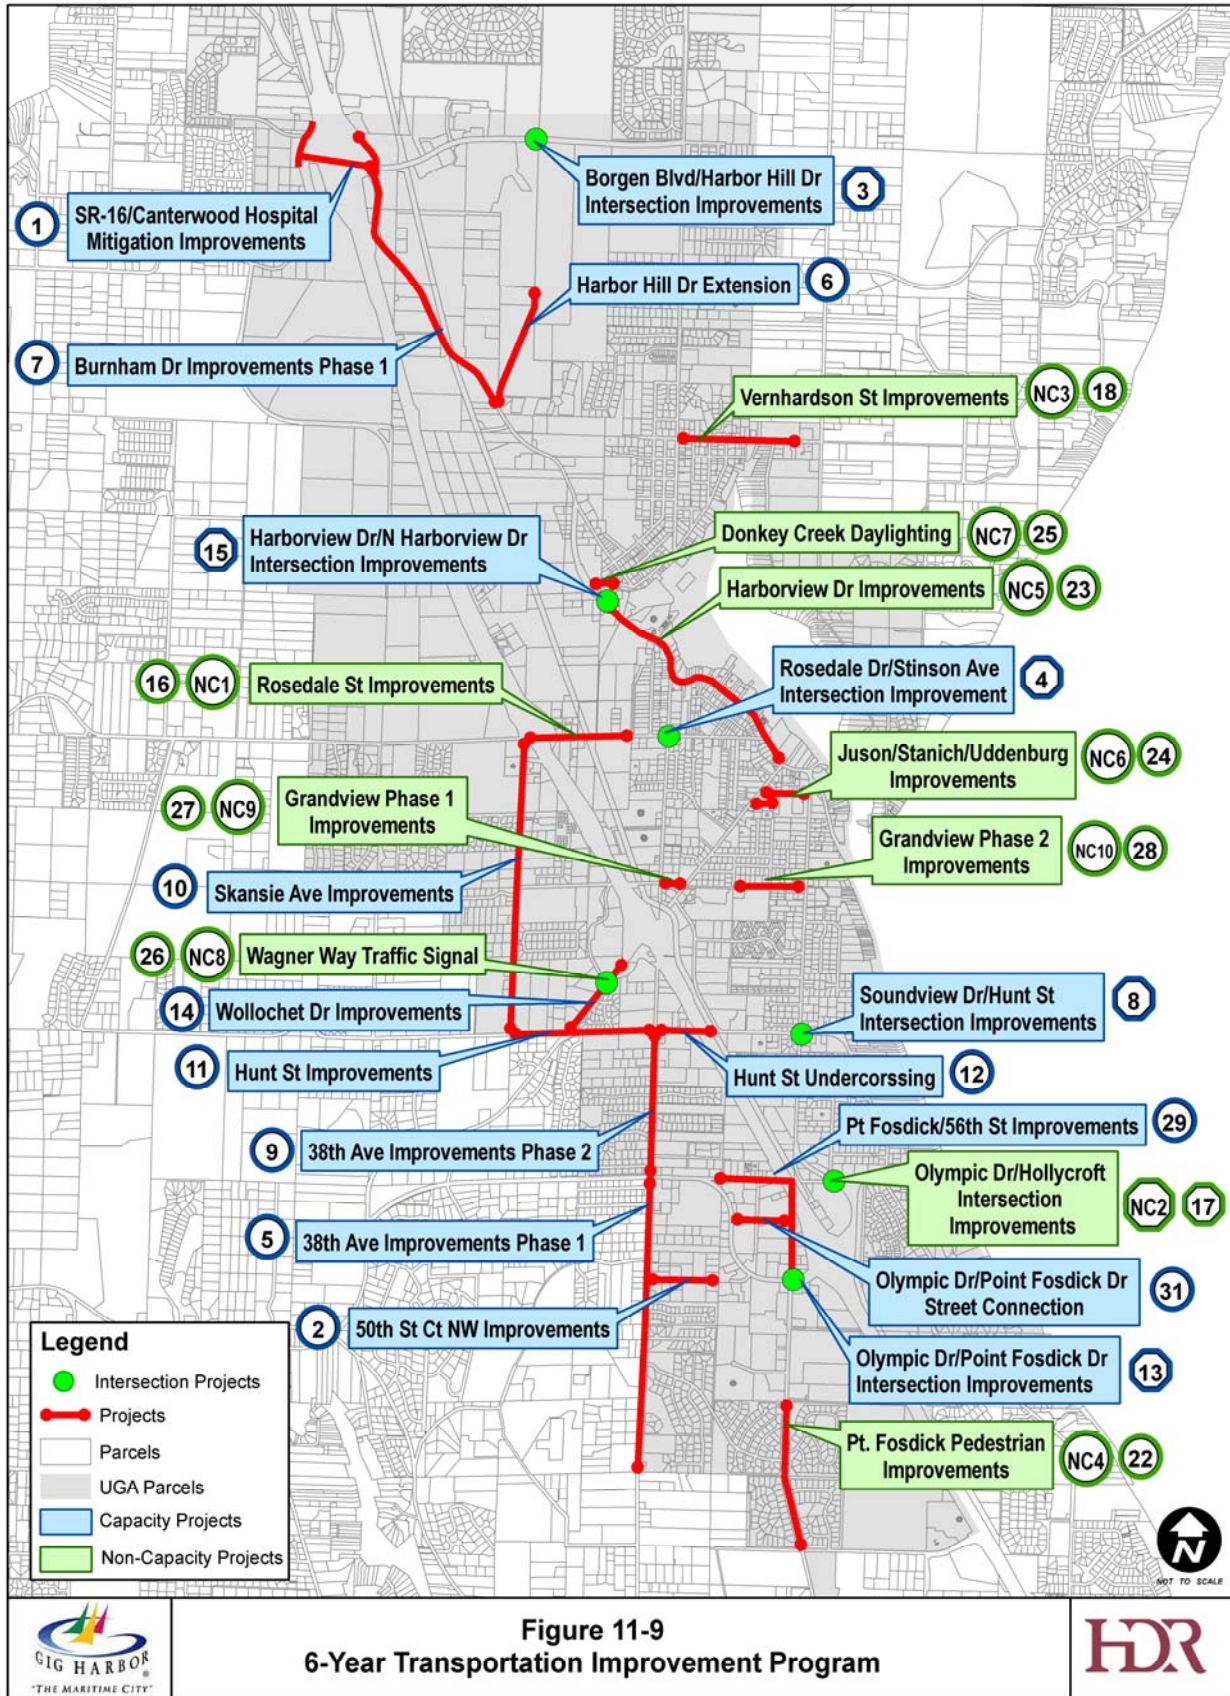 Borgen Blvd/Harbor Hill Dr
Intersection Improvements
3
1
SR-16/Canterwood Hospital
Mitigation Improvements
Harbor Hill Dr Extension
6
7
Burnham Dr Improvements Phase 1
Vernhardson St Improvements
NC3
18
15
Harborview Dr/N Harborview Dr
Intersection Improvements
Donkey Creek Daylighting
NC7
25
Harborview Dr Improvements
NC5
23
16
NC1
Rosedale St Improvements
Rosedale Dr/Stinson Ave
Intersection Improvement
4
Juson/Stanich/Uddenburg
Improvements
NC6
24
27
NC9
Grandview Phase 1
Improvements
Grandview Phase 2
Improvements
NC10
28
10
Skansie Ave Improvements
26
NC8
Wagner Way Traffic Signal
14
Wollochet Dr Improvements
Soundview Dr/Hunt St
Intersection Improvements
8
11
Hunt St Improvements
Hunt St Undercorssing
12
9
38th Ave Improvements Phase 2
Pt Fosdick/56th St Improvements
29
Olympic Dr/Hollycroft
Intersection
Improvements
NC2
17
5
38th Ave Improvements Phase 1
Olympic Dr/Point Fosdick Dr
Street Connection
31
2
50th St Ct NW Improvements
Olympic Dr/Point Fosdick Dr
Intersection Improvements
13
Pt. Fosdick Pedestrian
Improvements
NC4
22
Legend
Intersection Projects
Projects
Parcels
UGA Parcels
Capacity Projects
Non-Capacity Projects
N
NOT TO SCALE
GIG HARBOR®
"THE MARITIME CITY"
Figure 11-9
6-Year Transportation Improvement Program
HDR